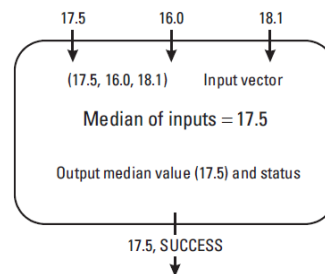 17.5 16.0 18.1
(17.5, 16.0, 18.1) Input vector
Median of inputs = 17.5
Output median value (17.5) and status
17.5, SUCCESS